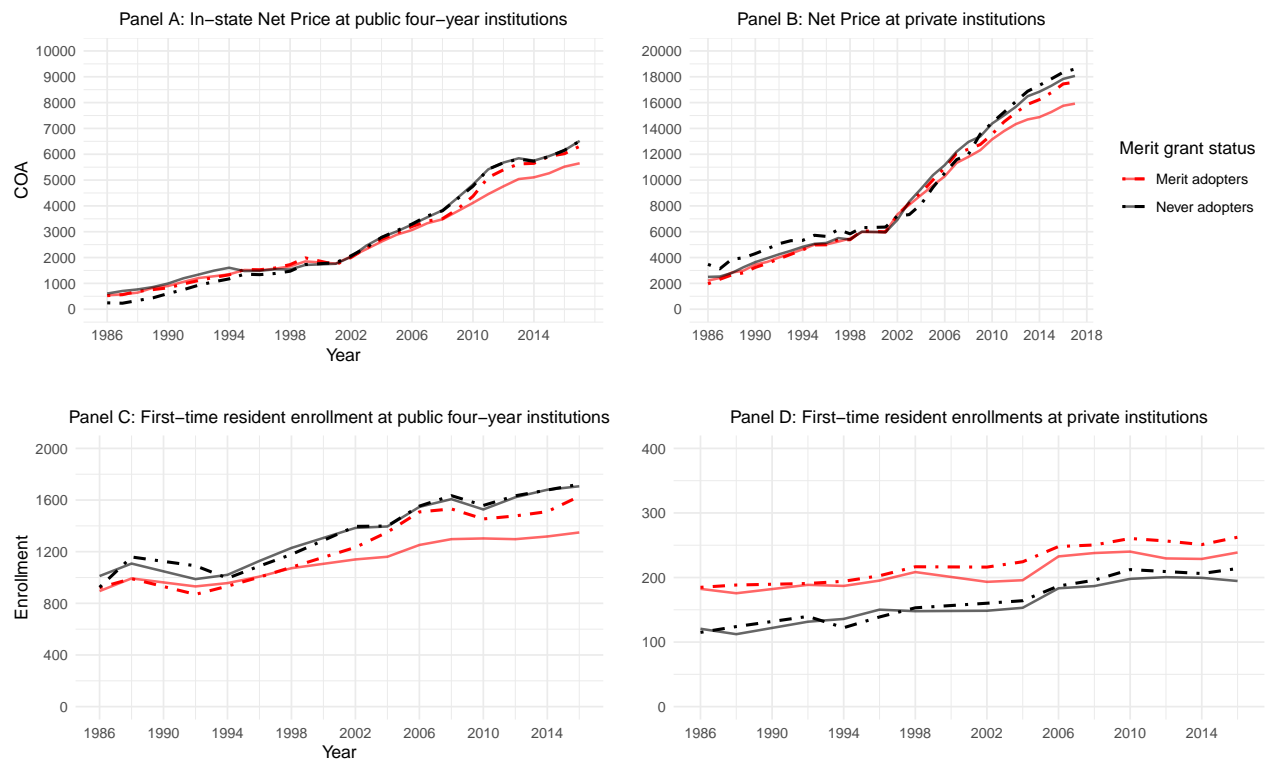 Panel A: In−state Net Price at public four−year institutions
10000
9000
8000
7000
6000
5000
4000
3000
2000
1000
0
COA
1986 1990 1994 1998 2002 2006 2010 2014
Year
Panel B: Net Price at private institutions
20000
18000
16000
14000
12000
10000
8000
6000
4000
2000
0
1986 1990 1994 1998 2002 2006 2010 2014 2018
Merit grant status
Merit adopters
Never adopters
Panel C: First−time resident enrollment at public four−year institutions
2000
1600
1200
800
400
0
Enrollment
1986 1990 1994 1998 2002 2006 2010 2014
Year
Panel D: First−time resident enrollments at private institutions
400
300
200
100
0
1986 1990 1994 1998 2002 2006 2010 2014